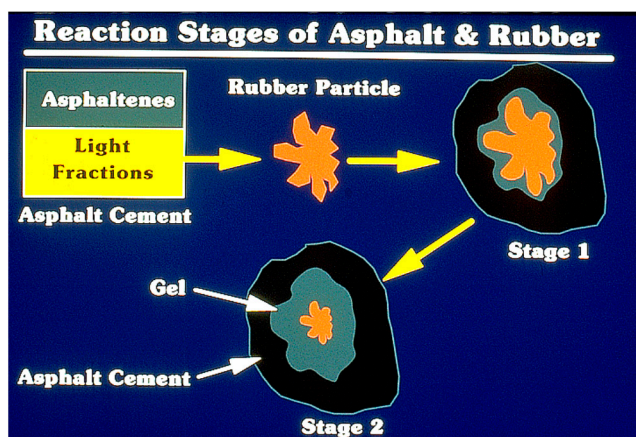 Reaction Stages of Asphalt & Rubber
Asphaltenes
Light
Fractions
Asphalt Cement
Rubber Particle
Stage 1
Gel
Asphalt Cement
Stage 2